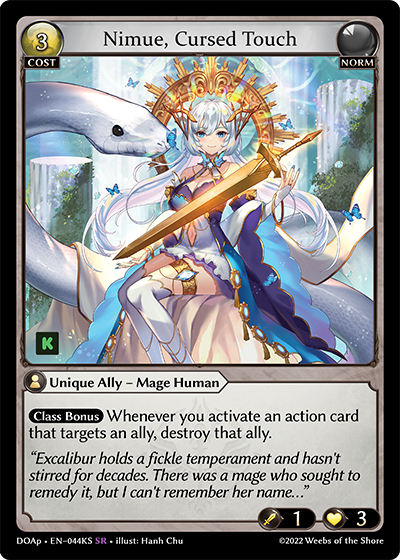 3
Nimue, Cursed Touch
COST
NORM
K
Unique Ally – Mage Human
Class Bonus Whenever you activate an action card
that targets an ally, destroy that ally.
“Excalibur holds a fickle temperament and hasn't
stirred for decades. There was a mage who sought to
remedy it, but I can't remember her name…”
1
3
DOAp • EN–044KS SR • illust: Hanh Chu
©2022 Weebs of the Shore